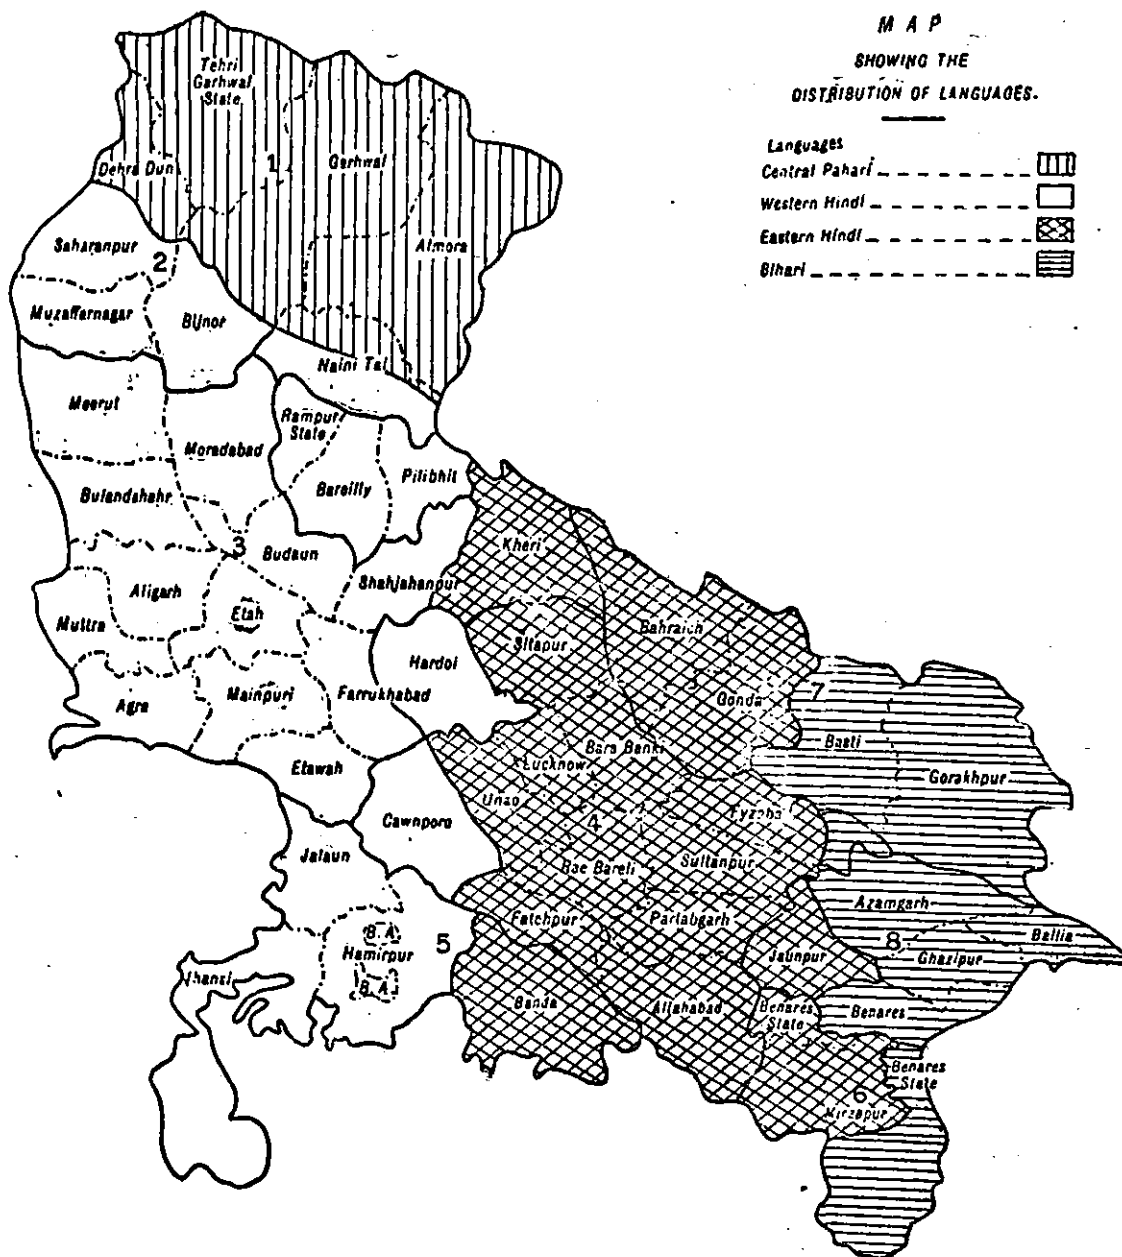 MAP
SHOWING THE
DISTRIBUTION OF LANGUAGES.
Languages
Central Pahari
Western Hindi
Eastern Hindi
Bihari
Tehri
Garhwal
State
Dehra Dun
1
Garhwal
Almora
Saharanpur
2
Muzaffarnagar
Bijnor
Naini Tal
Meerut
Moradabad
Rampur
State
Bareilly
Pilibhit
Bulandshahr
3
Budaun
Shahjahanpur
Kheri
Aligarh
Etah
Muttra
Sitapur
Bahraich
Hardoi
Agra
Mainpuri
Farrukhabad
Gonda
7
Basti
Gorakhpur
Etawah
Lucknow
Bara Banki
Unao
Cawnpore
4
Fyzaba
Jalaun
Rae Bareli
Sultanpur
Azamgarh
Ballia
Fatehpur
Partabgarh
B.A.
Hamirpur
B.A.
5
8
Ghazipur
Jaunpur
Jhansi
Banda
Allahabad
Benares
State
Benares
Benares
State
6
Mirzapur